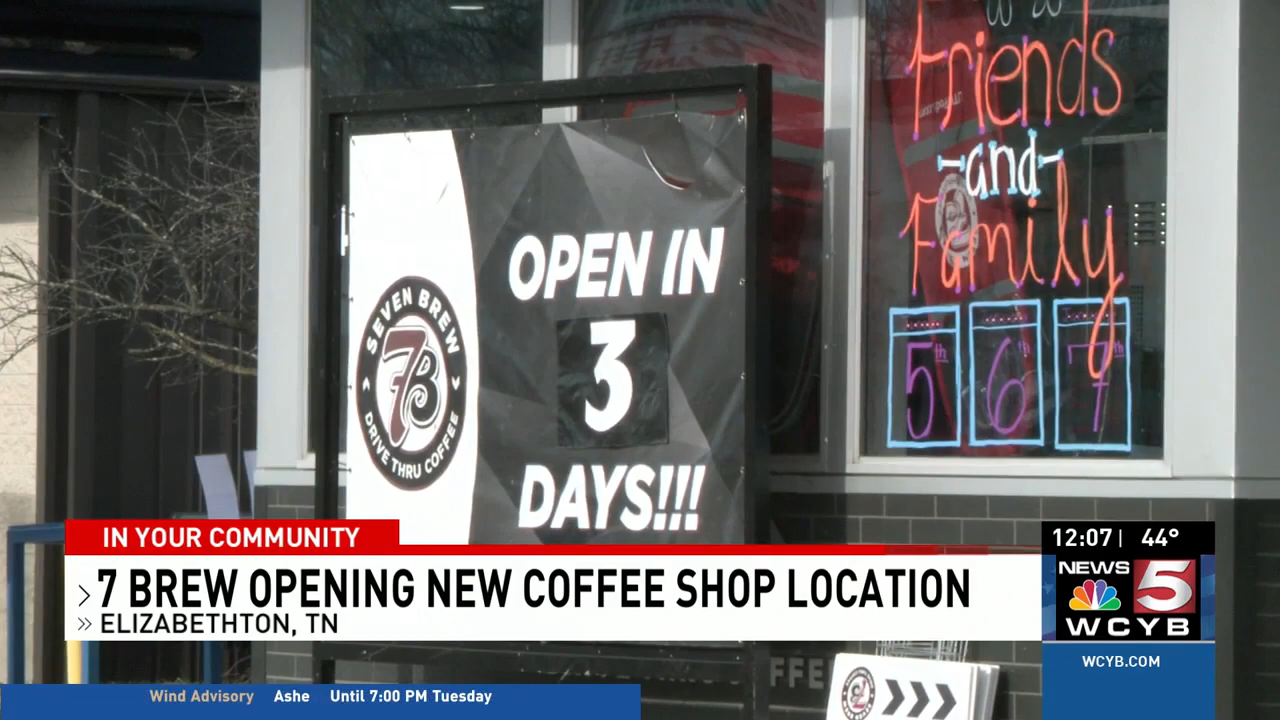 Friends
and
Family
5th 6th 7th
OPEN IN
3
DAYS!!!
SEVEN BREW
7B
DRIVE THRU COFFEE
IN YOUR COMMUNITY
7 BREW OPENING NEW COFFEE SHOP LOCATION
ELIZABETHTON, TN
12:07 | 44°
NEWS 5
WCYB
WCYB.COM
Wind Advisory Ashe Until 7:00 PM Tuesday